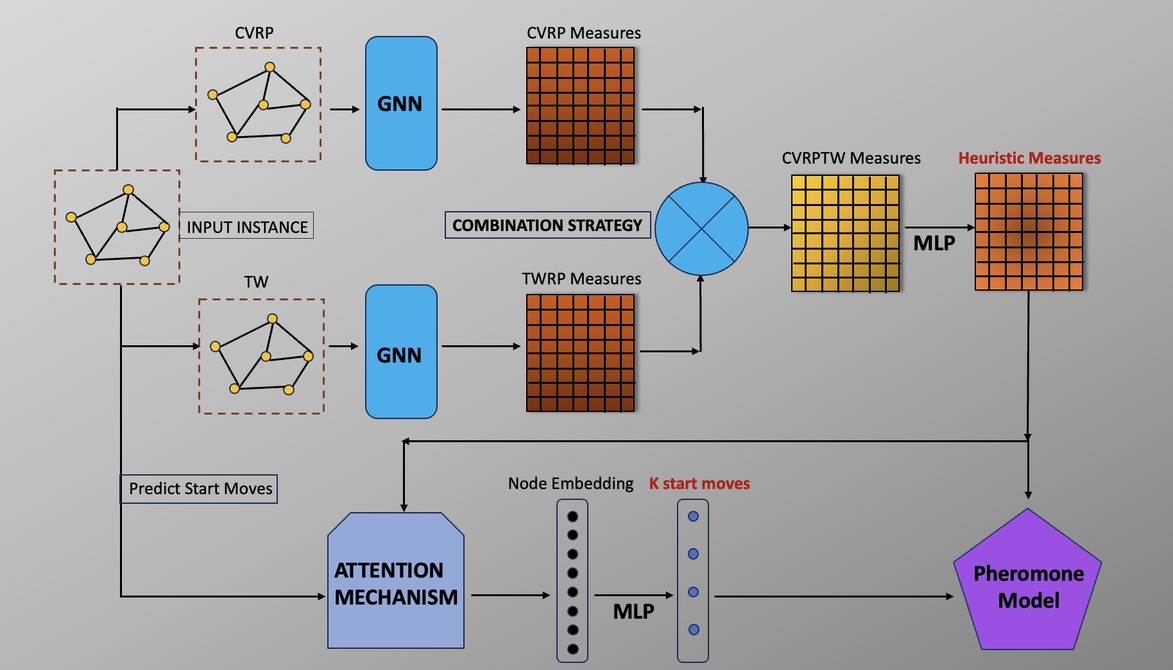 CVRP
CVRP Measures
GNN
CVRPTW Measures
Heuristic Measures
INPUT INSTANCE
COMBINATION STRATEGY
MLP
TW
TWRP Measures
GNN
Predict Start Moves
Node Embedding
K start moves
ATTENTION
MECHANISM
MLP
Pheromone
Model